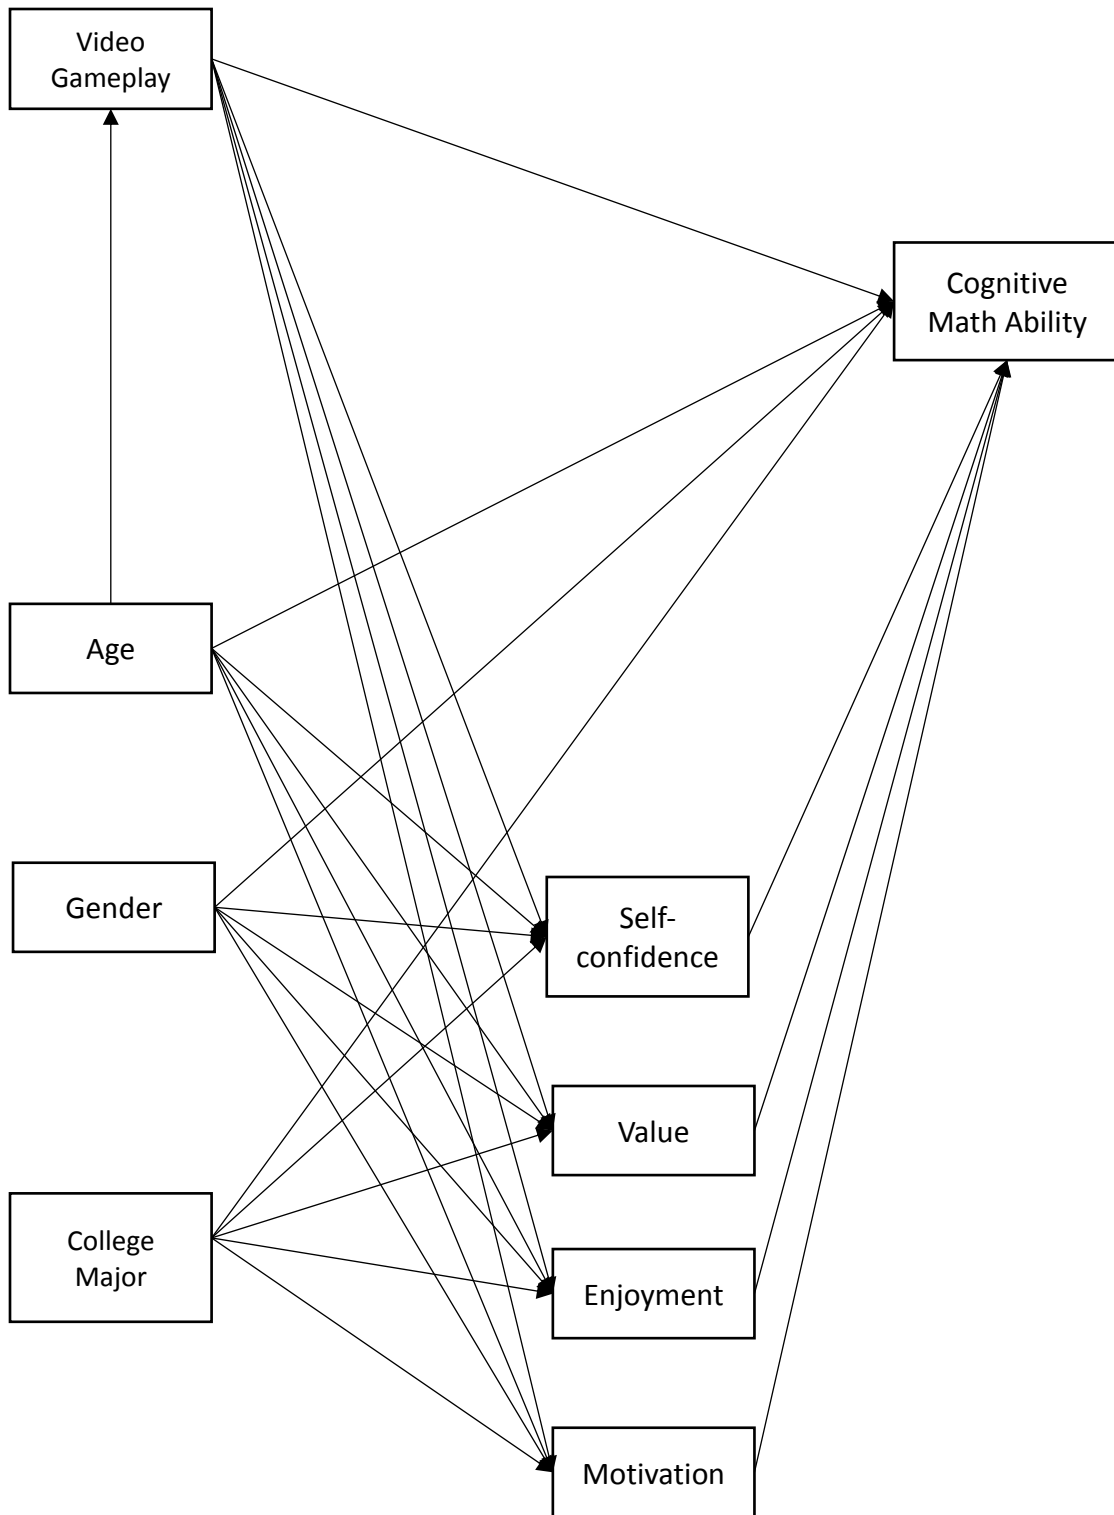 Video
Gameplay
Cognitive
Math Ability
Age
Gender
Self-
confidence
Value
College
Major
Enjoyment
Motivation